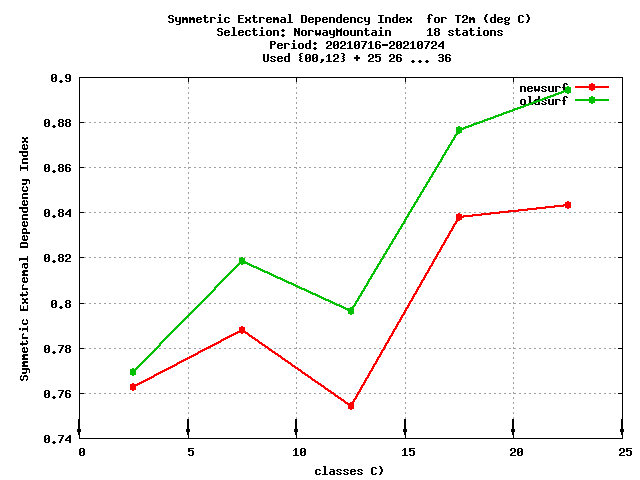 Symmetric Extremal Dependency Index  for T2m (deg C)
Selection: NorwayMountain     18 stations
Period: 20210716-20210724
Used {00,12} + 25 26 ... 36
newsurf
oldsurf
Symmetric Extremal Dependency Index
0.9
0.88
0.86
0.84
0.82
0.8
0.78
0.76
0.74
0 5 10 15 20 25
classes C)